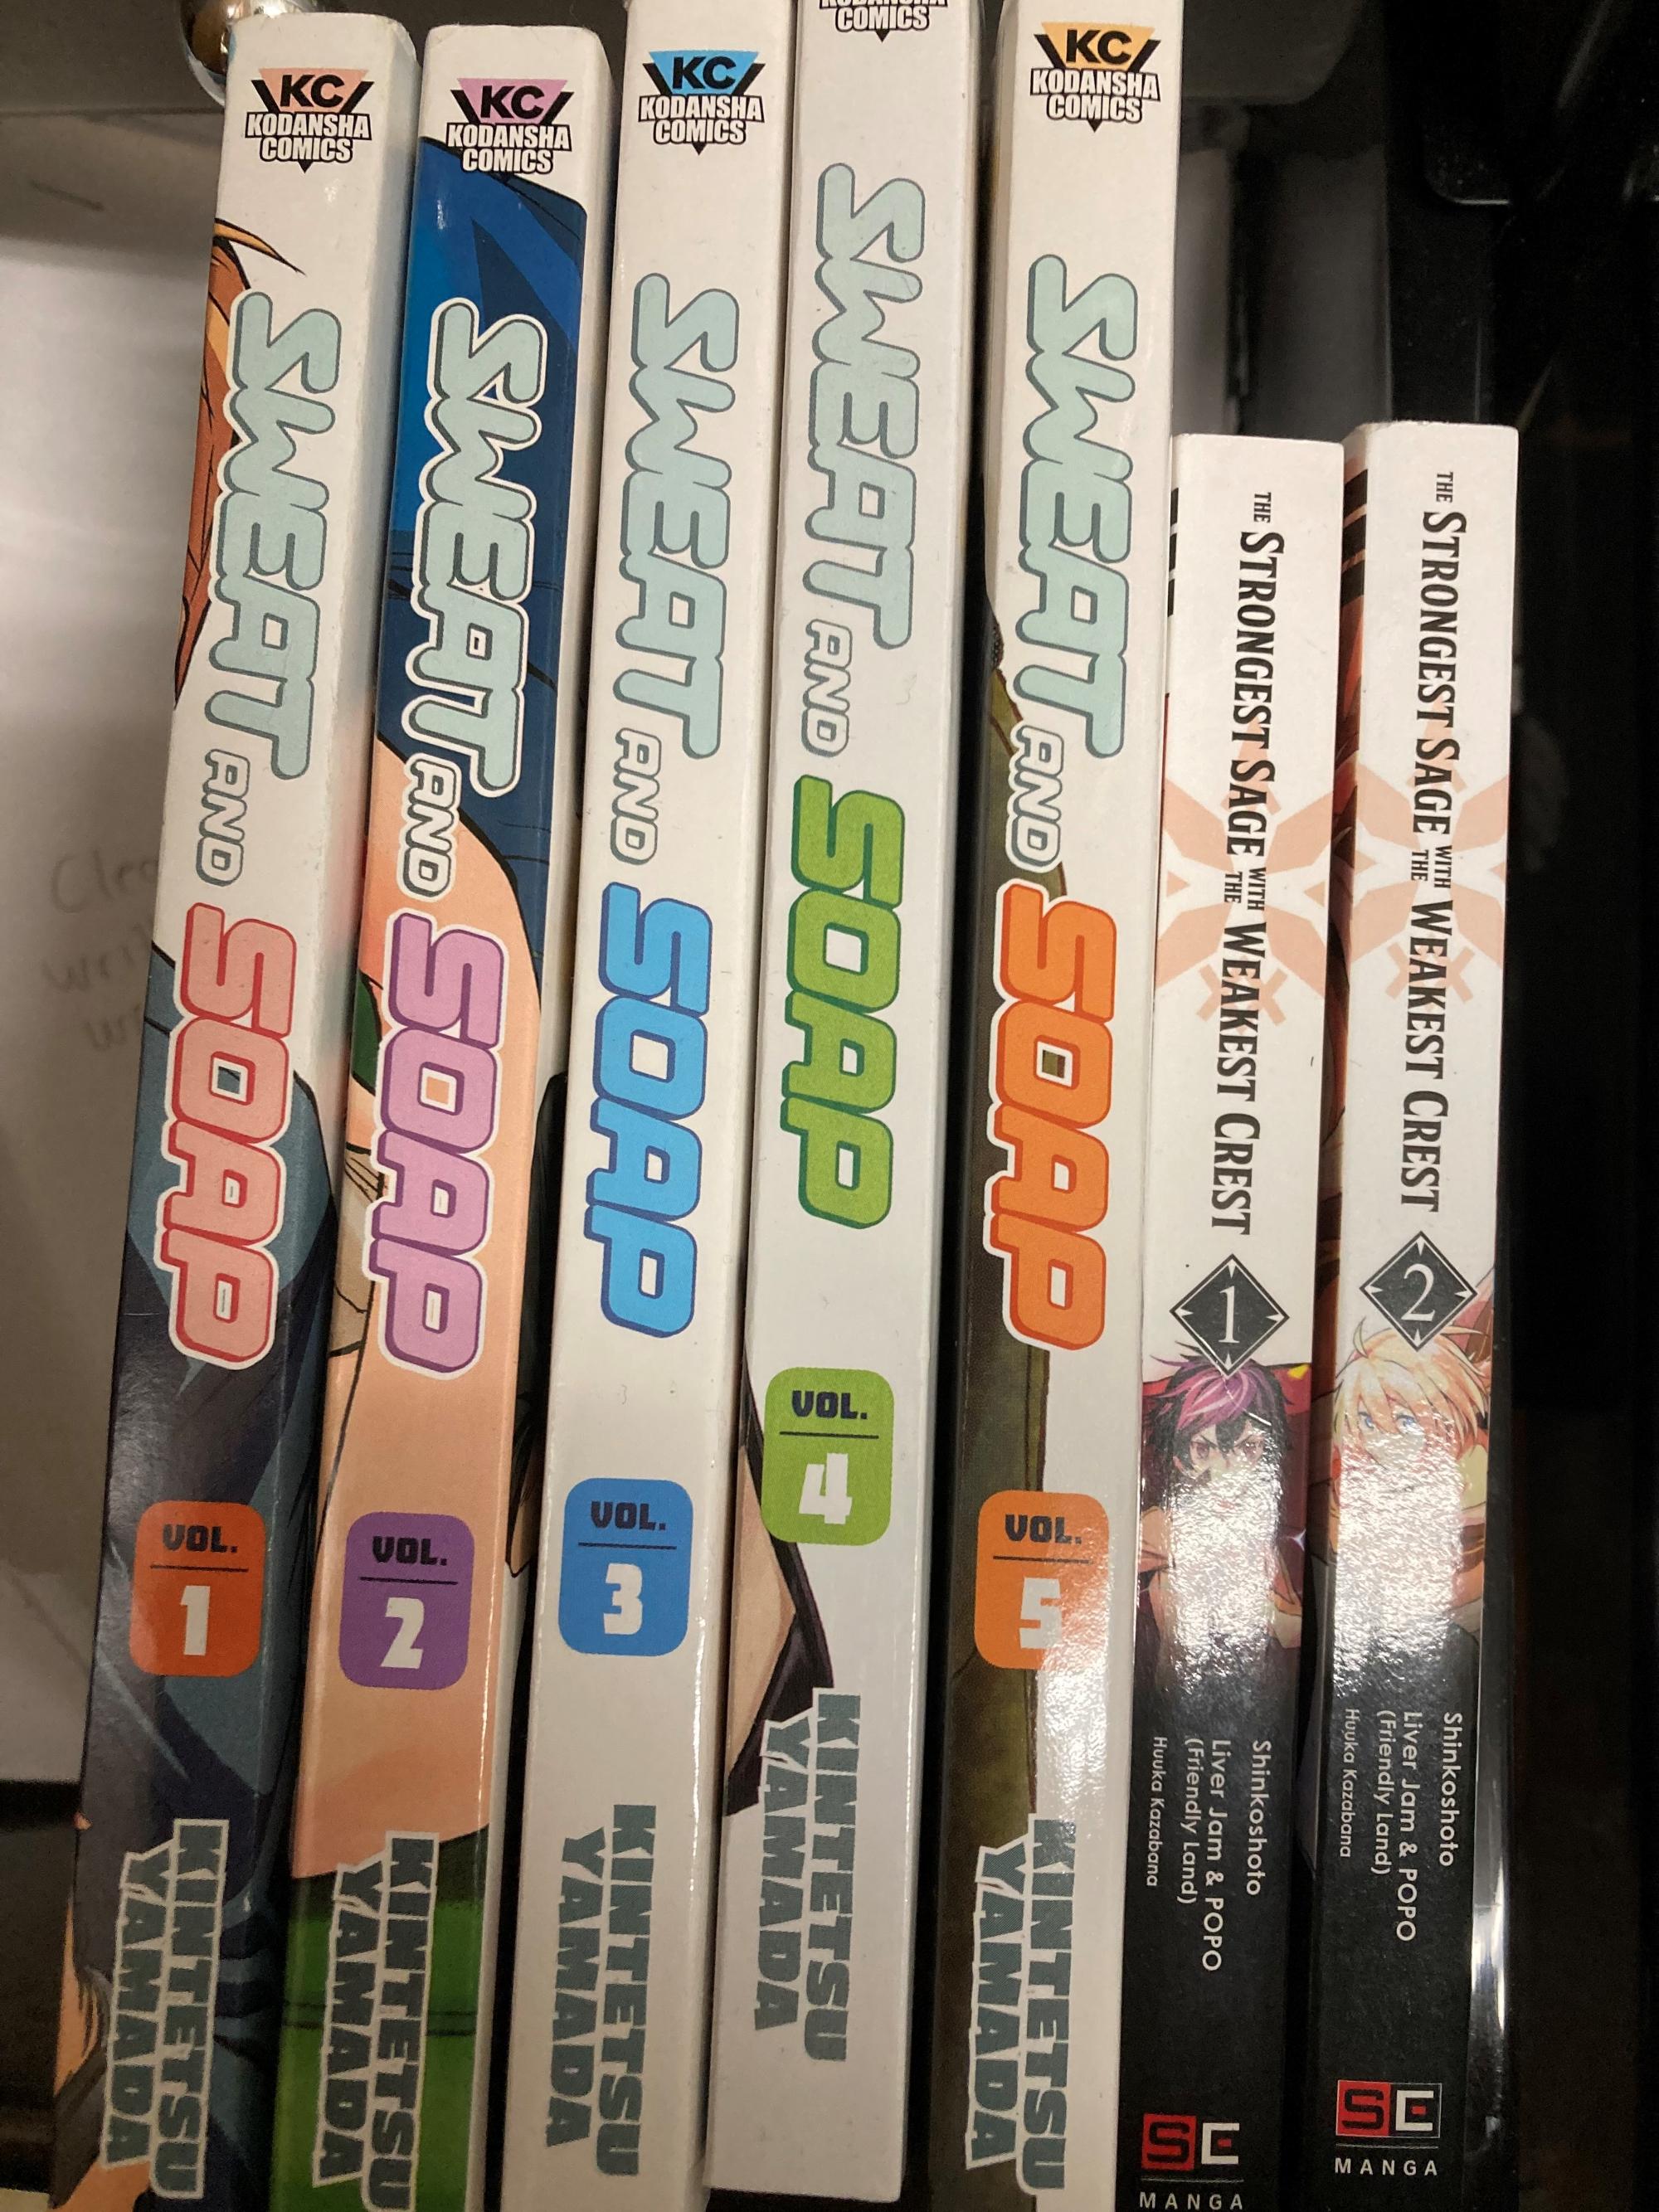 KC
KODANSHA
COMICS
SWEAT AND SOAP
VOL.
1
KINTETSU
YAMADA
KC
KODANSHA
COMICS
SWEAT AND SOAP
VOL.
2
KINTETSU
YAMADA
KC
KODANSHA
COMICS
SWEAT AND SOAP
VOL.
3
KINTETSU
YAMADA
KODANSHA
COMICS
SWEAT AND SOAP
VOL.
4
KINTETSU
YAMADA
KC
KODANSHA
COMICS
SWEAT AND SOAP
VOL.
5
KINTETSU
YAMADA
THE STRONGEST SAGE WITH THE WEAKEST CREST
1
Shinkoshoto
Liver Jam & POPO
(Friendly Land)
Huuka Kazabana
SE
MANGA
THE STRONGEST SAGE WITH THE WEAKEST CREST
2
Shinkoshoto
Liver Jam & POPO
(Friendly Land)
Huuka Kazabana
SE
MANGA